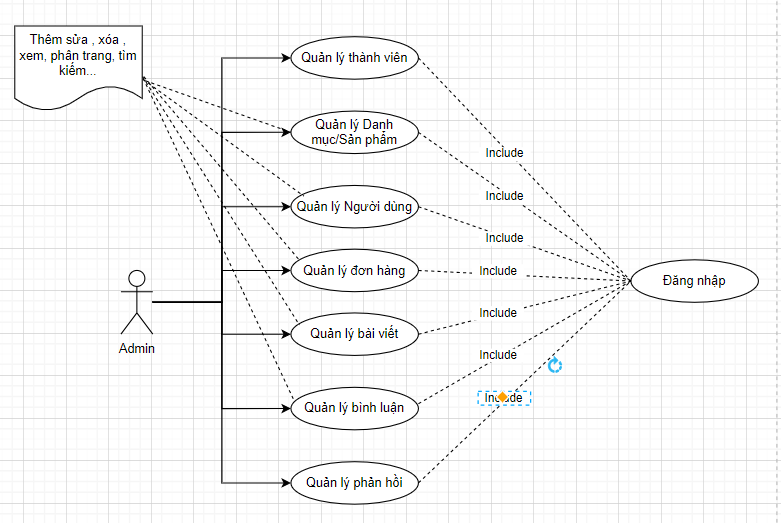 Thêm sửa , xóa ,
xem, phân trang, tìm
kiếm...
Quản lý thành viên
Quản lý Danh
mục/Sản phẩm
Include
Include
Quản lý Người dùng
Include
Quản lý đơn hàng
Include
Đăng nhập
Include
Quản lý bài viết
Admin
Include
Include
Quản lý bình luận
Quản lý phản hồi